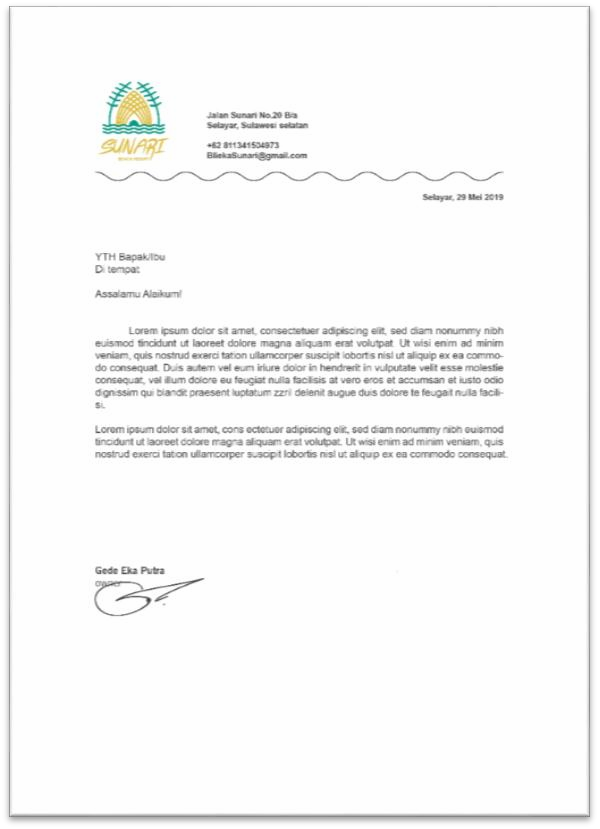 SUNARI
BEACH RESORT
Jalan Sunari No.20 B/a
Selayar, Sulawesi selatan
+62 811341504973
BliekaSunari@gmail.com
Selayar, 29 Mei 2019
YTH Bapak/Ibu
Di tempat
Assalamu Alaikum!
Lorem ipsum dolor sit amet, consectetuer adipiscing elit, sed diam nonummy nibh
euismod tincidunt ut laoreet dolore magna aliquam erat volutpat. Ut wisi enim ad minim
veniam, quis nostrud exerci tation ullamcorper suscipit lobortis nisl ut aliquip ex ea commo-
do consequat. Duis autem vel eum iriure dolor in hendrerit in vulputate velit esse molestie
consequat, vel illum dolore eu feugiat nulla facilisis at vero eros et accumsan et iusto odio
dignissim qui blandit praesent luptatum zzril delenit augue duis dolore te feugait nulla facili-
si.
Lorem ipsum dolor sit amet, cons ectetuer adipiscing elit, sed diam nonummy nibh euismod
tincidunt ut laoreet dolore magna aliquam erat volutpat. Ut wisi enim ad minim veniam, quis
nostrud exerci tation ullamcorper suscipit lobortis nisl ut aliquip ex ea commodo consequat.
Gede Eka Putra
owner